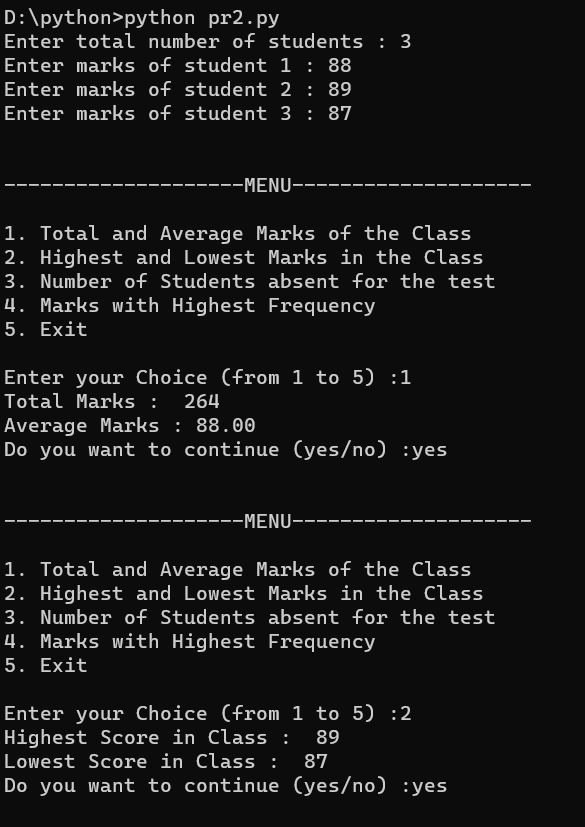 D:\python>python pr2.py
Enter total number of students : 3
Enter marks of student 1 : 88
Enter marks of student 2 : 89
Enter marks of student 3 : 87
--------------------MENU--------------------
1. Total and Average Marks of the Class
2. Highest and Lowest Marks in the Class
3. Number of Students absent for the test
4. Marks with Highest Frequency
5. Exit
Enter your Choice (from 1 to 5) :1
Total Marks :  264
Average Marks : 88.00
Do you want to continue (yes/no) :yes
--------------------MENU--------------------
1. Total and Average Marks of the Class
2. Highest and Lowest Marks in the Class
3. Number of Students absent for the test
4. Marks with Highest Frequency
5. Exit
Enter your Choice (from 1 to 5) :2
Highest Score in Class :  89
Lowest Score in Class :  87
Do you want to continue (yes/no) :yes